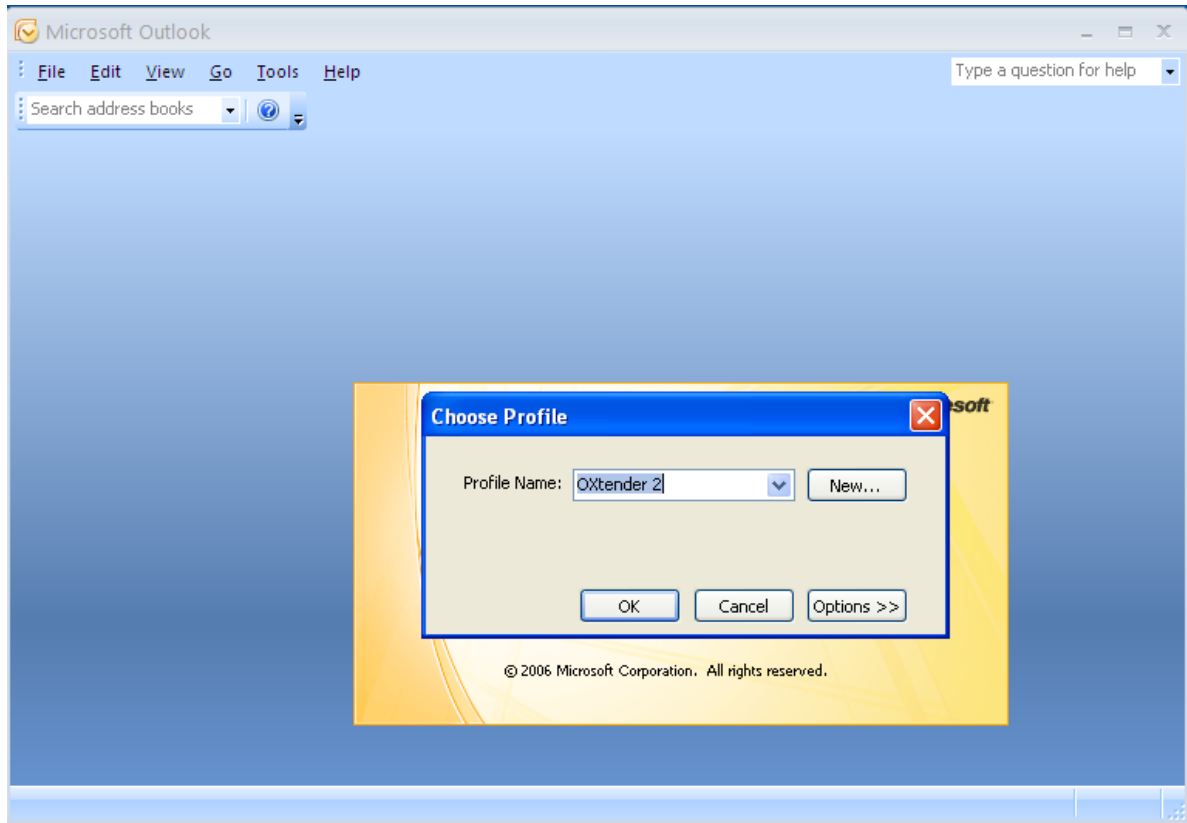 Microsoft Outlook
File Edit View Go Tools Help Type a question for help
Search address books
soft
Choose Profile
Profile Name: OXtender 2 New...
OK Cancel Options >>
© 2006 Microsoft Corporation. All rights reserved.